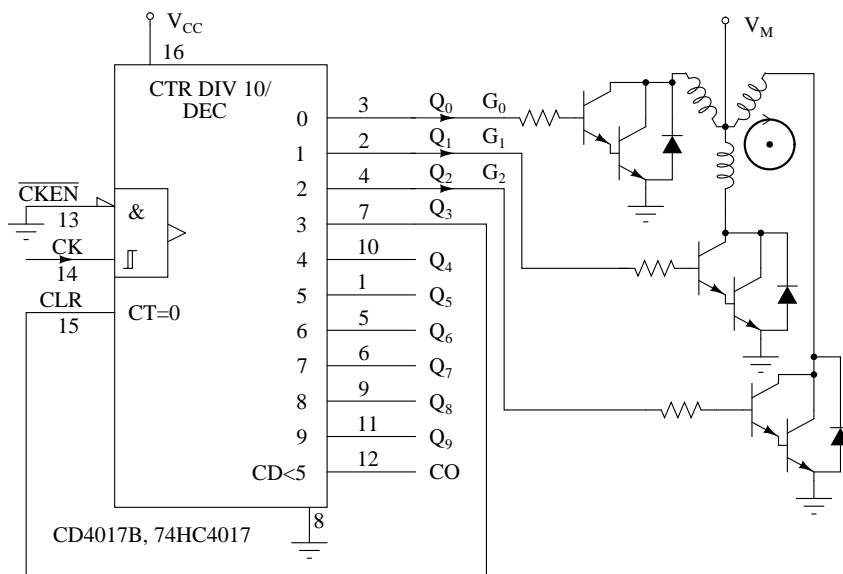 V_CC
V_M
16
CTR DIV 10/
DEC
0 3 Q_0 G_0
1 2 Q_1 G_1
2 4 Q_2 G_2
3 7 Q_3
4 10 Q_4
5 1 Q_5
6 5 Q_6
7 6 Q_7
8 9 Q_8
9 11 Q_9
CD<5 12 CO
CKEN
13
&
CK
14
CLR
15
CT=0
8
CD4017B, 74HC4017